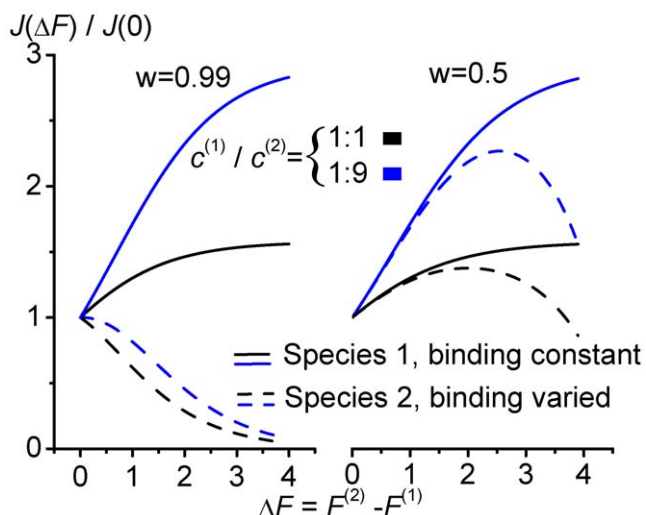 J(ΔF) / J(0)
w=0.99
w=0.5
c⁽¹⁾ / c⁽²⁾= { 1:1
1:9
Species 1, binding constant
Species 2, binding varied
3
2
1
0
0 1 2 3 4
0 1 2 3 4
ΔF = F⁽²⁾ -F⁽¹⁾